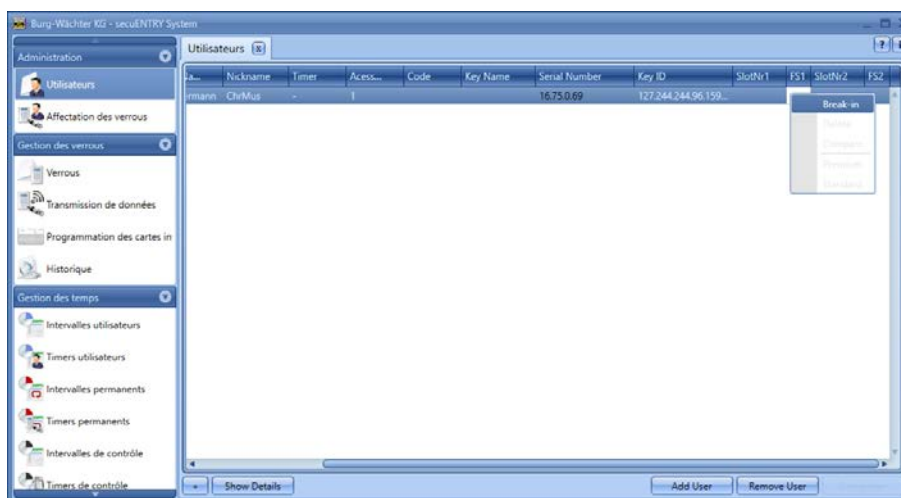 Burg-Wächter KG - secuENTRY System
Administration
Utilisateurs
Affectation des verrous
Gestion des verrous
Verrous
Transmission de données
Programmation des cartes in
Historique
Gestion des temps
Intervalles utilisateurs
Timers utilisateurs
Intervalles permanents
Timers permanents
Intervalles de contrôle
Timers de contrôle
Utilisateurs
Nickname Timer Acess... Code Key Name Serial Number Key ID SlotNr1 FS1 SlotNr2 FS2
rmann ChrMus - 1 16.75.0.69 127.244.244.96.159...
Break-in
+ Show Details Add User Remove User